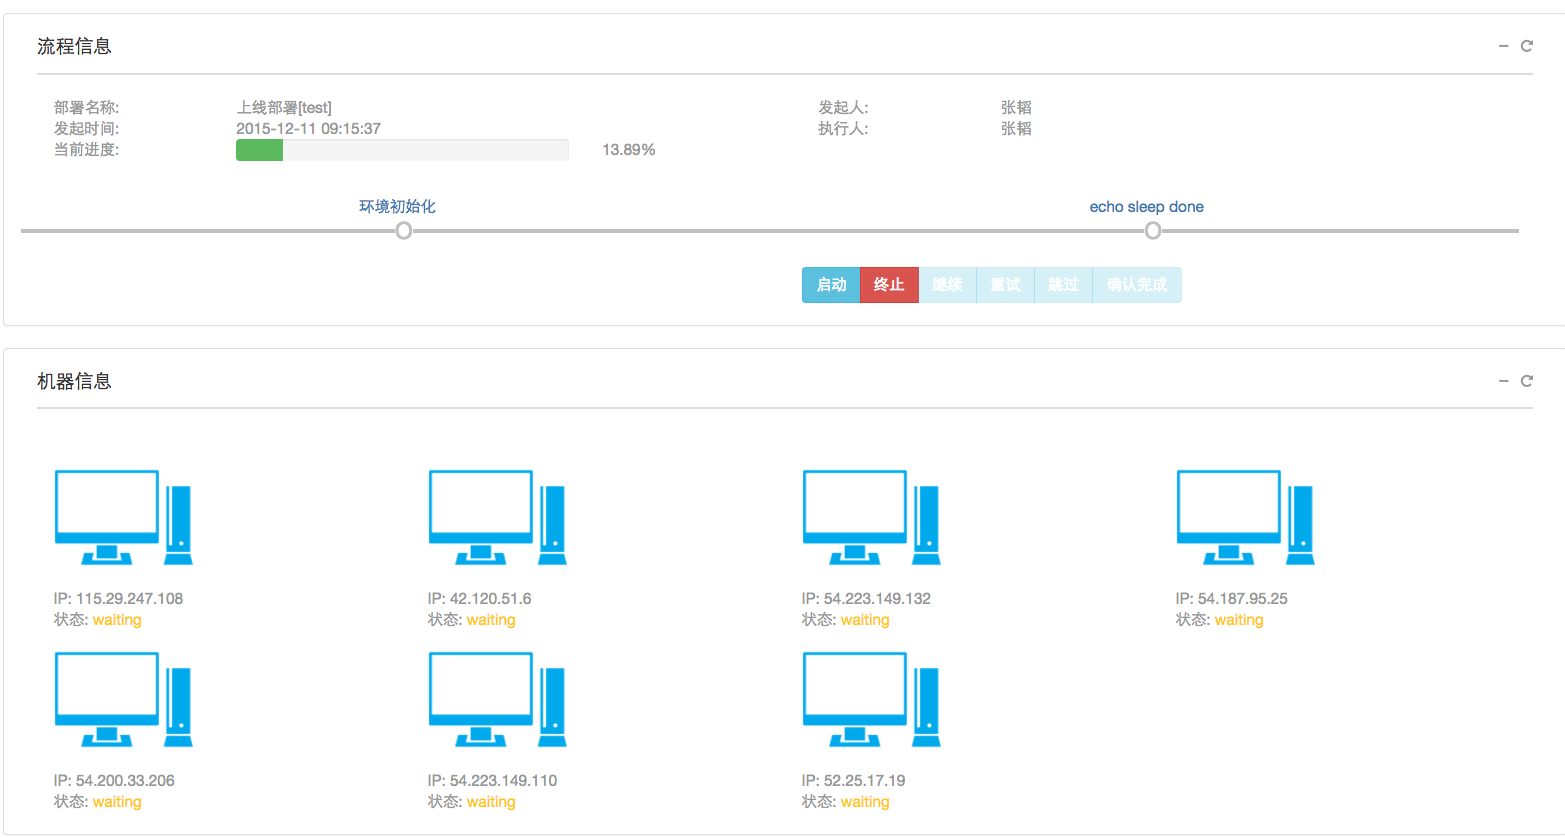 流程信息
部署名称: 上线部署[test] 发起人: 张韬
发起时间: 2015-12-11 09:15:37 执行人: 张韬
当前进度: 13.89%
环境初始化 echo sleep done
启动 终止 继续 重试 跳过 确认完成
机器信息
IP: 115.29.247.108 IP: 42.120.51.6 IP: 54.223.149.132 IP: 54.187.95.25
状态: waiting 状态: waiting 状态: waiting 状态: waiting
IP: 54.200.33.206 IP: 54.223.149.110 IP: 52.25.17.19
状态: waiting 状态: waiting 状态: waiting